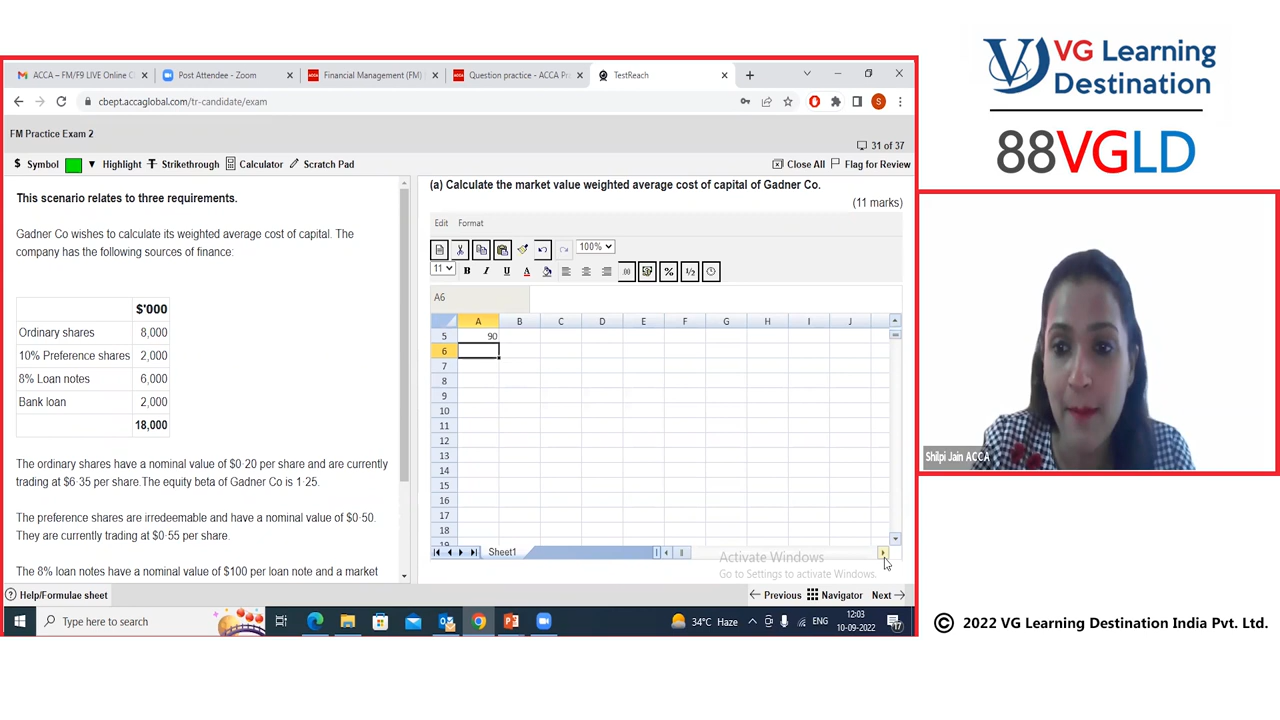 VG Learning
Destination
88VGLD
ACCA – FM/F9 LIVE Online C
Post Attendee - Zoom
Financial Management (FM)
Question practice - ACCA Pr
TestReach
cbept.accaglobal.com/tr-candidate/exam
S
FM Practice Exam 2
31 of 37
$ Symbol
Highlight
Strikethrough
Calculator
Scratch Pad
Close All
Flag for Review
This scenario relates to three requirements.
Gadner Co wishes to calculate its weighted average cost of capital. The
company has the following sources of finance:
$'000
Ordinary shares 8,000
10% Preference shares 2,000
8% Loan notes 6,000
Bank loan 2,000
18,000
The ordinary shares have a nominal value of $0·20 per share and are currently
trading at $6·35 per share.The equity beta of Gadner Co is 1·25.
The preference shares are irredeemable and have a nominal value of $0·50.
They are currently trading at $0·55 per share.
The 8% loan notes have a nominal value of $100 per loan note and a market
(a) Calculate the market value weighted average cost of capital of Gadner Co.
(11 marks)
Edit Format
100%
11 B I U A .00 % 1/2
A6
A B C D E F G H I J
5 90
6
7
8
9
10
11
12
13
14
15
16
17
18
Sheet1
Activate Windows
Go to Settings to activate Windows.
Help/Formulae sheet
Previous
Navigator
Next
Type here to search
34°C Haze
ENG
12:03
10-09-2022
17
Shilpi Jain ACCA
© 2022 VG Learning Destination India Pvt. Ltd.